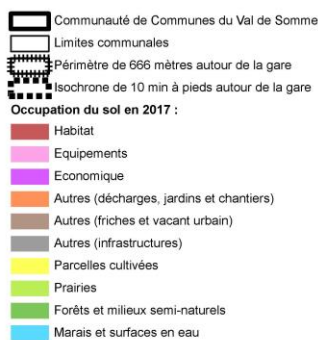 Communauté de Communes du Val de Somme
Limites communales
Périmètre de 666 mètres autour de la gare
Isochrone de 10 min à pieds autour de la gare
Occupation du sol en 2017 :
Habitat
Equipements
Economique
Autres (décharges, jardins et chantiers)
Autres (friches et vacant urbain)
Autres (infrastructures)
Parcelles cultivées
Prairies
Forêts et milieux semi-naturels
Marais et surfaces en eau